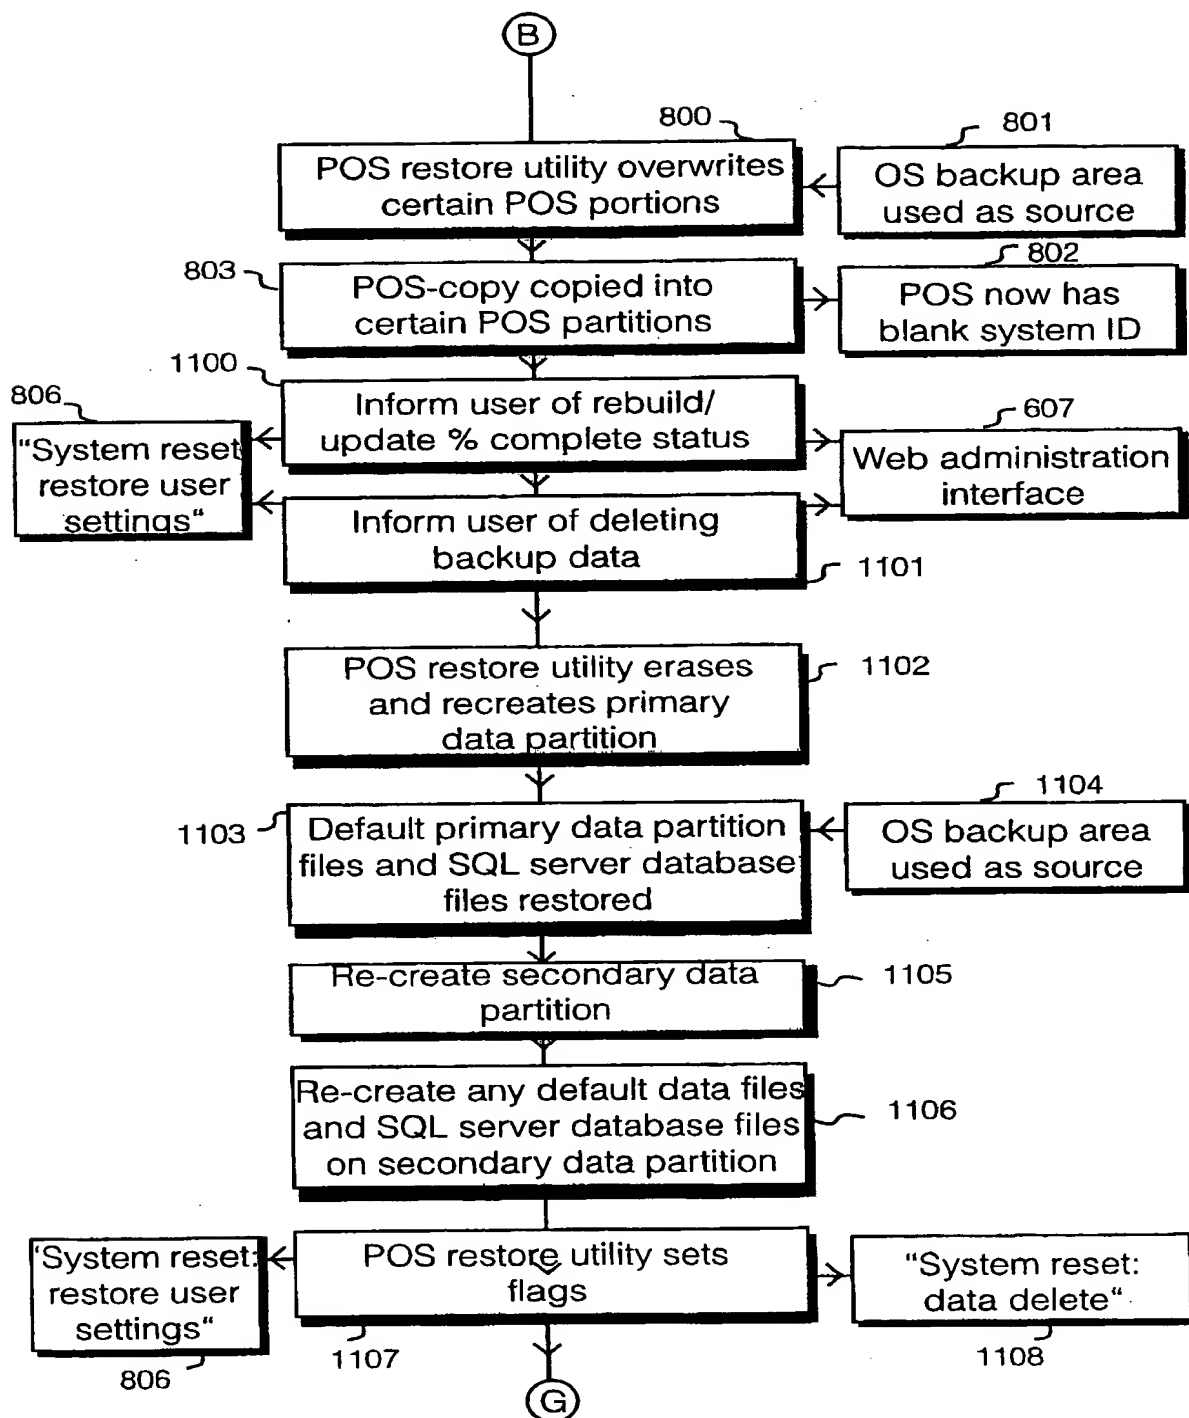 B
800
801
POS restore utility overwrites
certain POS portions
OS backup area
used as source
803
802
POS-copy copied into
certain POS partitions
POS now has
blank system ID
1100
806
607
Inform user of rebuild/
update % complete status
"System reset
restore user
settings"
Web administration
interface
Inform user of deleting
backup data
1101
POS restore utility erases
and recreates primary
data partition
1102
1103
1104
Default primary data partition
files and SQL server database
files restored
OS backup area
used as source
Re-create secondary data
partition
1105
Re-create any default data files
and SQL server database files
on secondary data partition
1106
'System reset:
restore user
settings"
POS restore utility sets
flags
"System reset:
data delete"
806
1107
1108
G